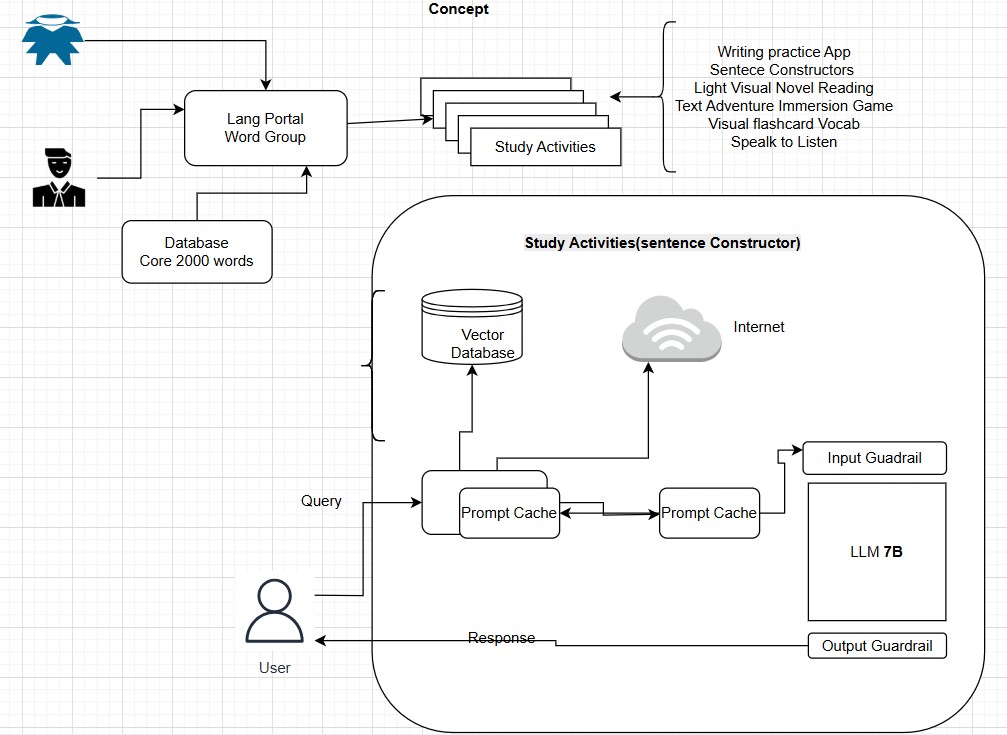 Concept
Writing practice App
Sentece Constructors
Light Visual Novel Reading
Text Adventure Immersion Game
Visual flashcard Vocab
Spealk to Listen
Lang Portal
Word Group
Study Activities
Database
Core 2000 words
Study Activities(sentence Constructor)
Vector
Database
Internet
Input Guadrail
Query
Prompt Cache
Prompt Cache
LLM 7B
Response
Output Guardrail
User